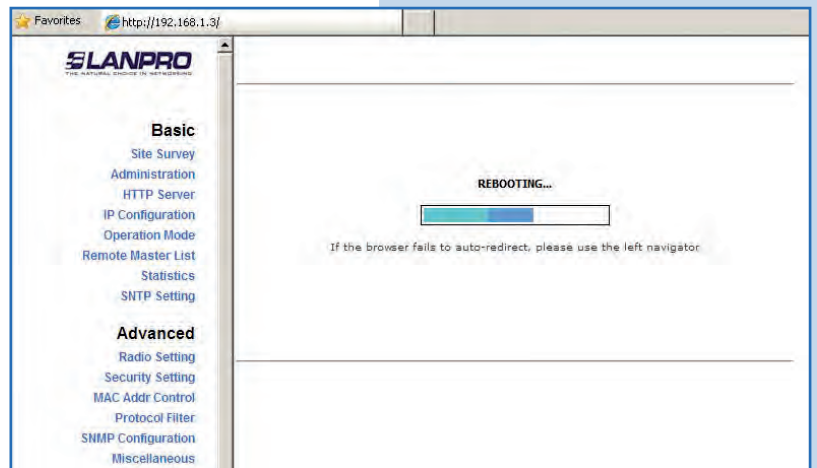 Favorites http://192.168.1.3/
LANPRO
THE NATURAL CHOICE IN NETWORKING
Basic
Site Survey
Administration
HTTP Server
IP Configuration
Operation Mode
Remote Master List
Statistics
SNTP Setting
Advanced
Radio Setting
Security Setting
MAC Addr Control
Protocol Filter
SNMP Configuration
Miscellaneous
REBOOTING...
If the browser fails to auto-redirect, please use the left navigator